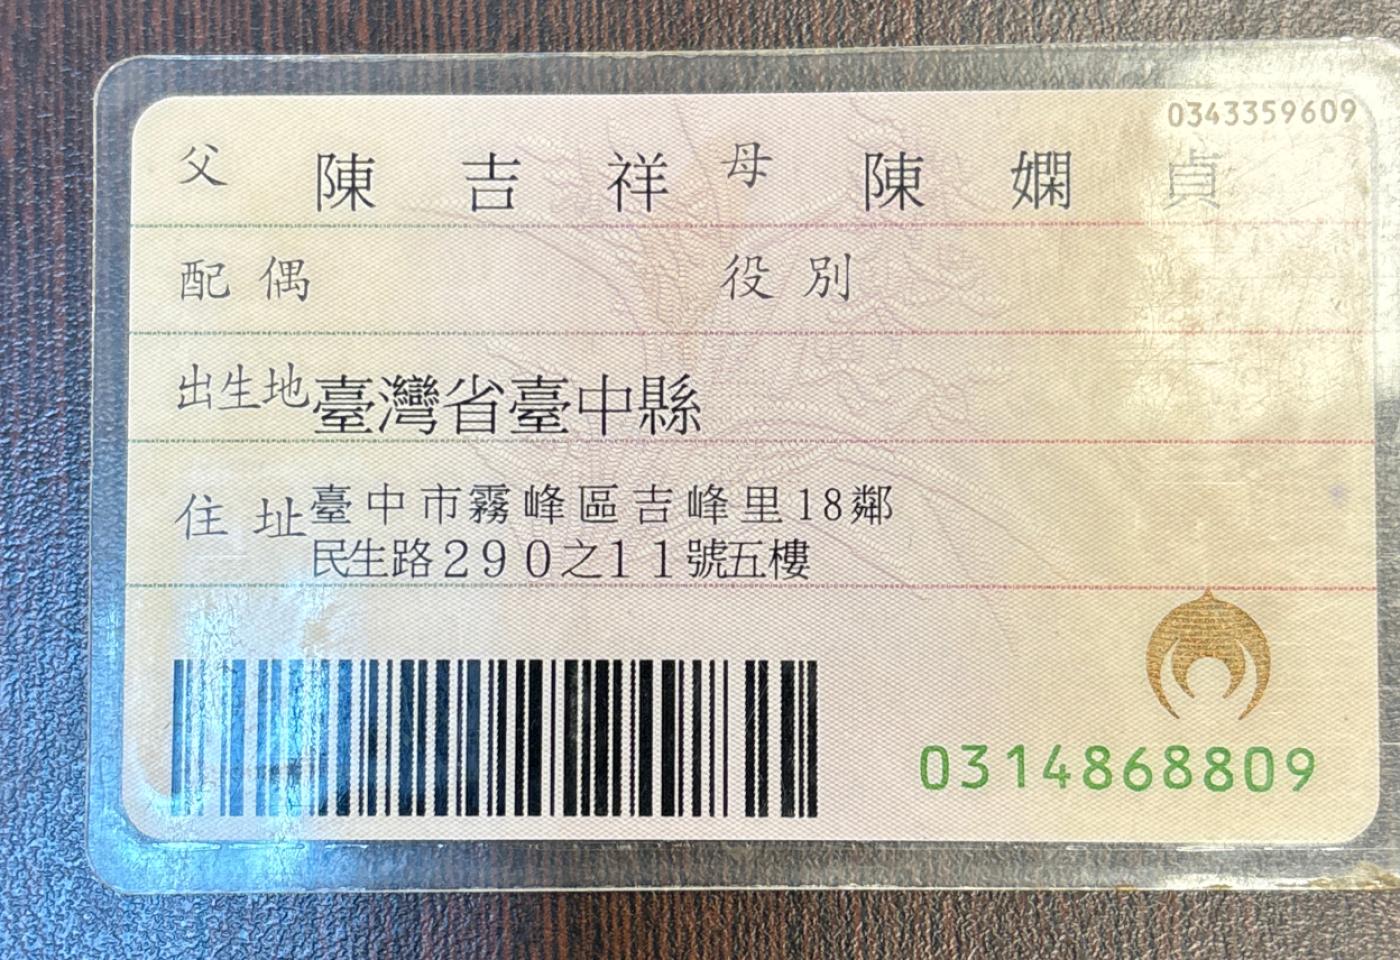 0343359609
父 陳吉祥 母 陳嫻貞
配偶 役別
出生地 臺灣省臺中縣
住址 臺中市霧峰區吉峰里18鄰
民生路290之11號五樓
0314868809